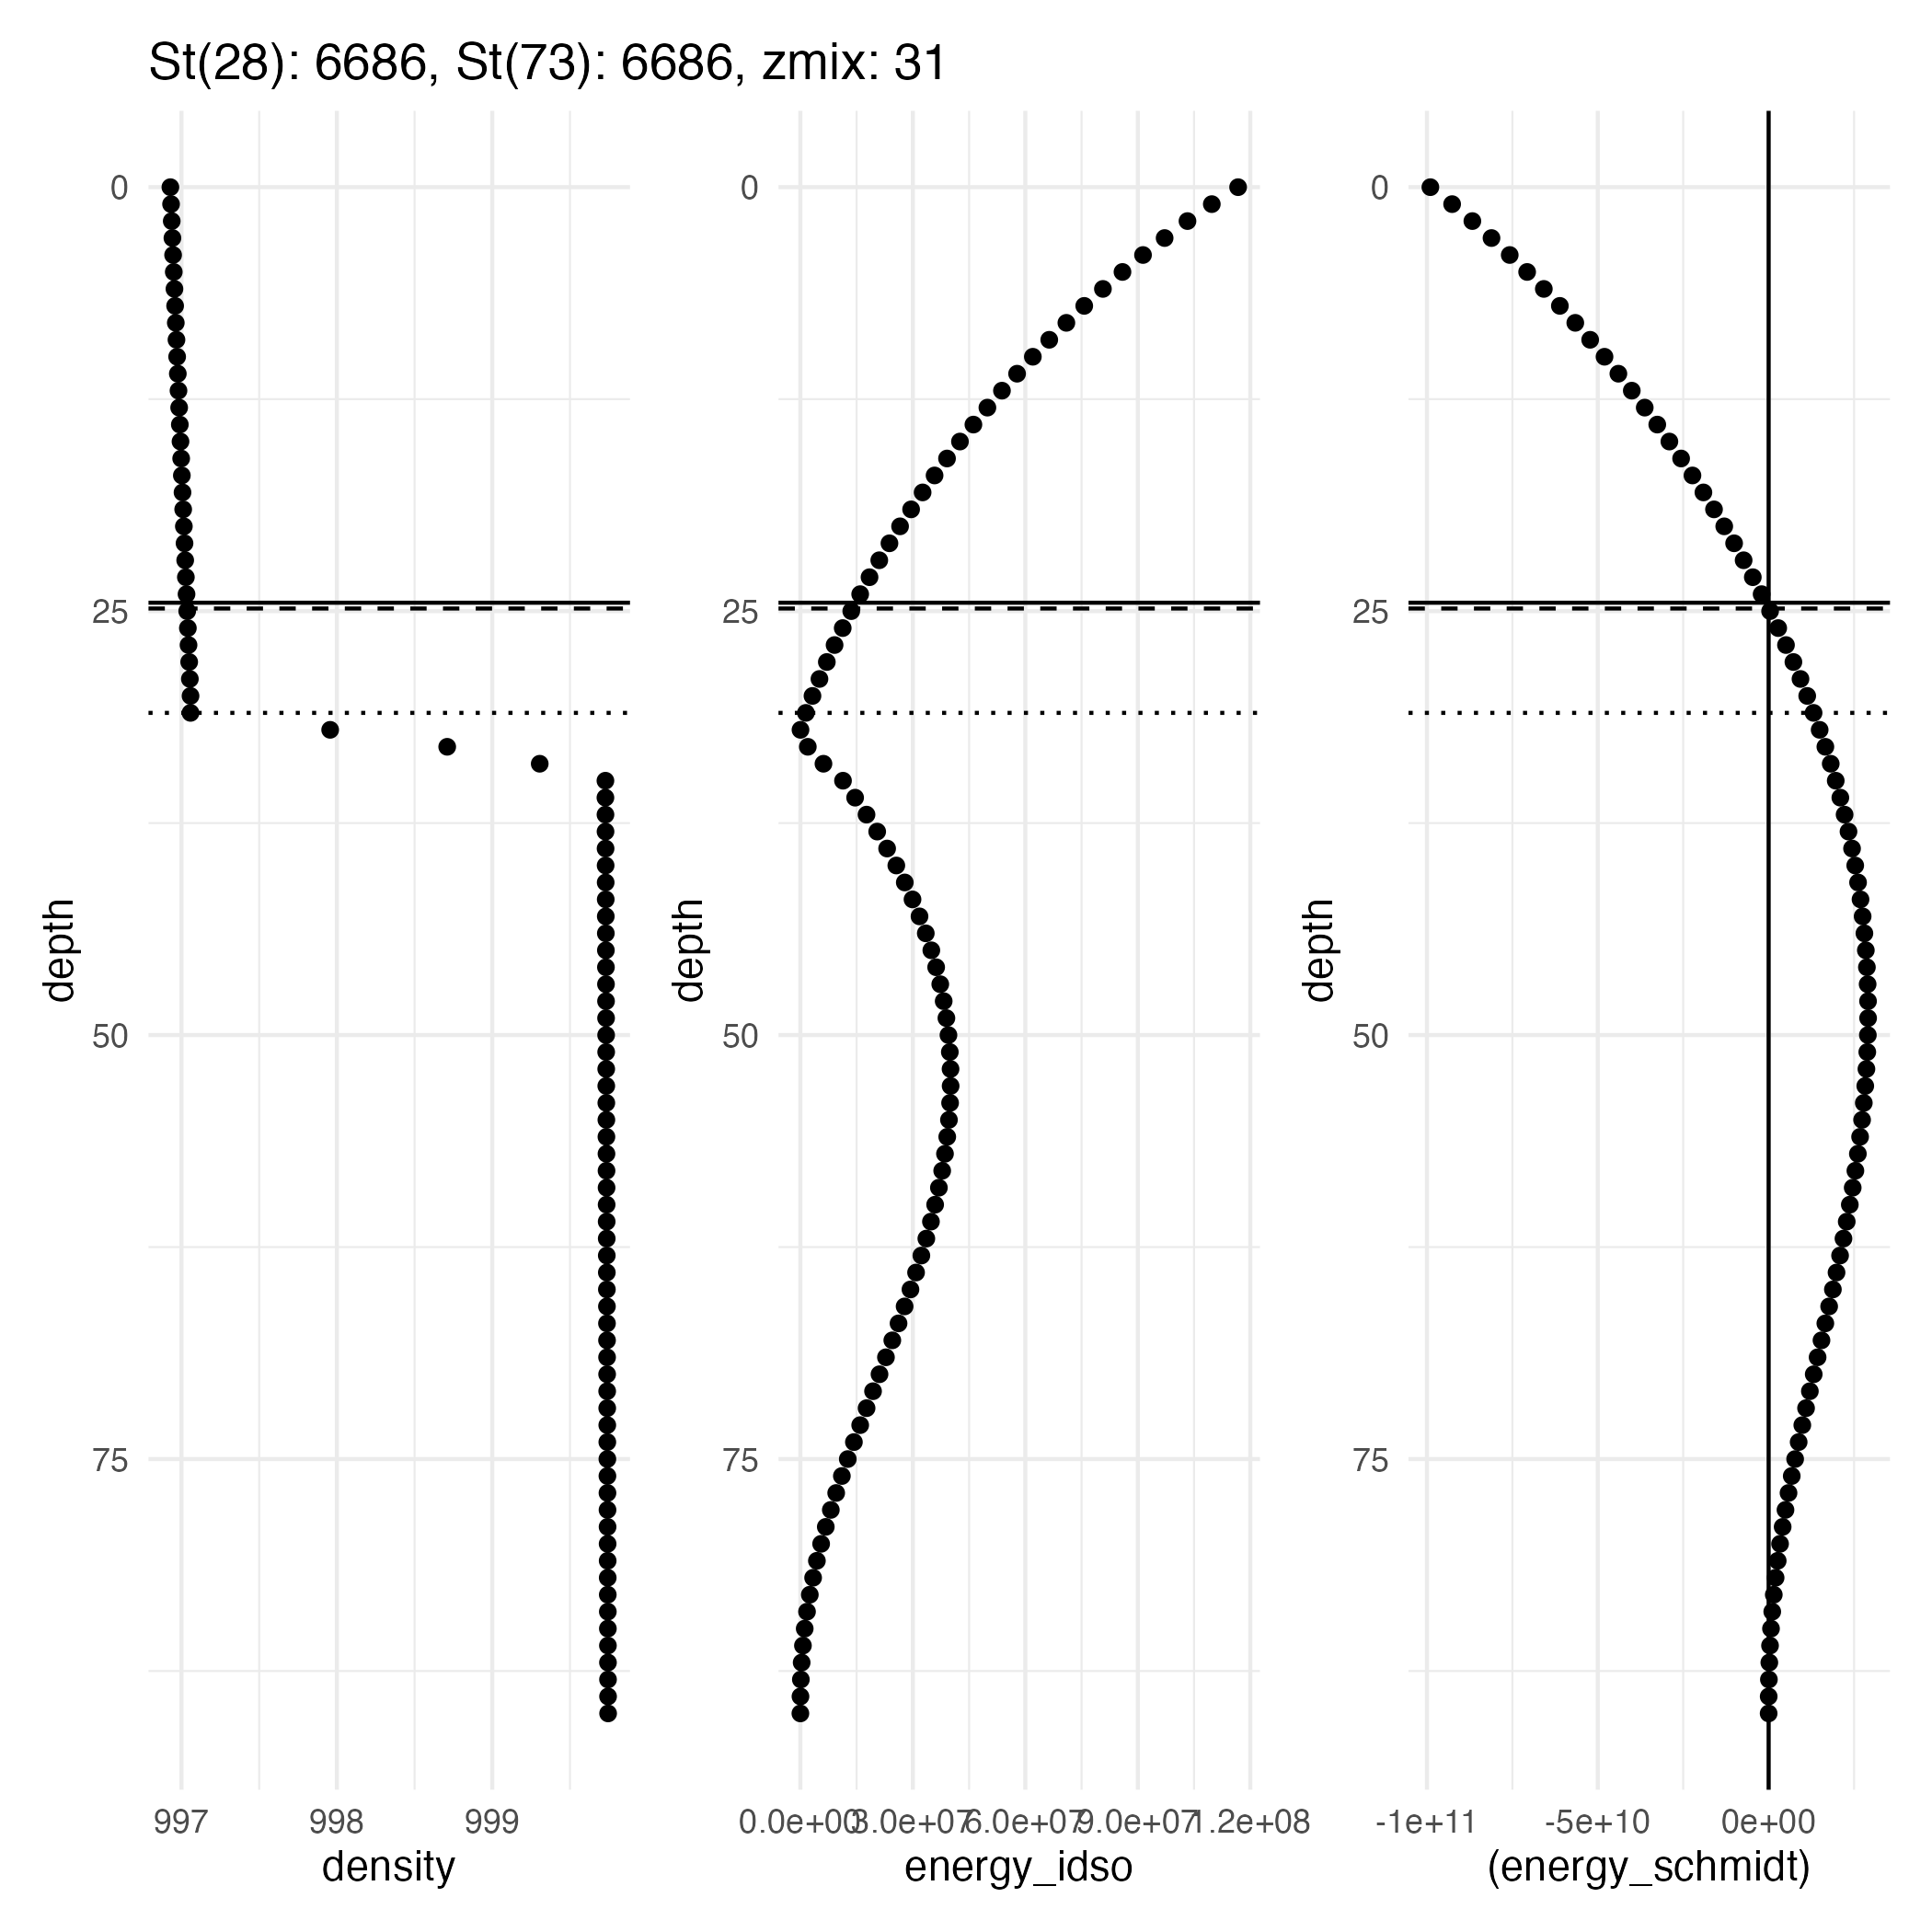 St(28): 6686, St(73): 6686, zmix: 31
depth
0
25
50
75
997 998 999
density
depth
0
25
50
75
0.0e+00 3.0e+07 6.0e+07 9.0e+07 1.2e+08
energy_idso
depth
0
25
50
75
-1e+11 -5e+10 0e+00
(energy_schmidt)